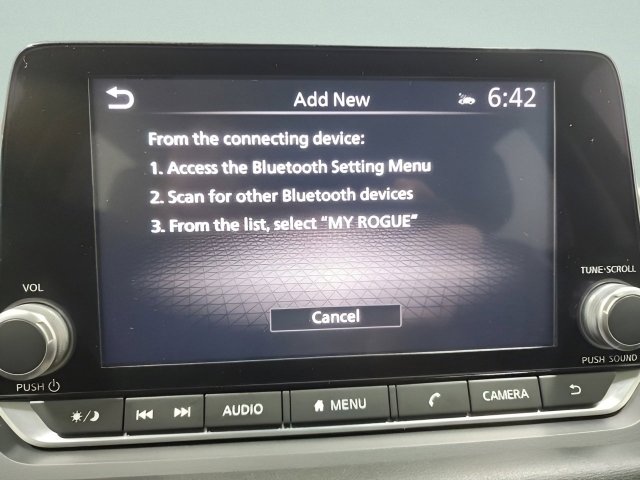 Add New 6:42
From the connecting device:
1. Access the Bluetooth Setting Menu
2. Scan for other Bluetooth devices
3. From the list, select "MY ROGUE"
Cancel
VOL
PUSH
TUNE·SCROLL
PUSH SOUND
AUDIO
MENU
CAMERA